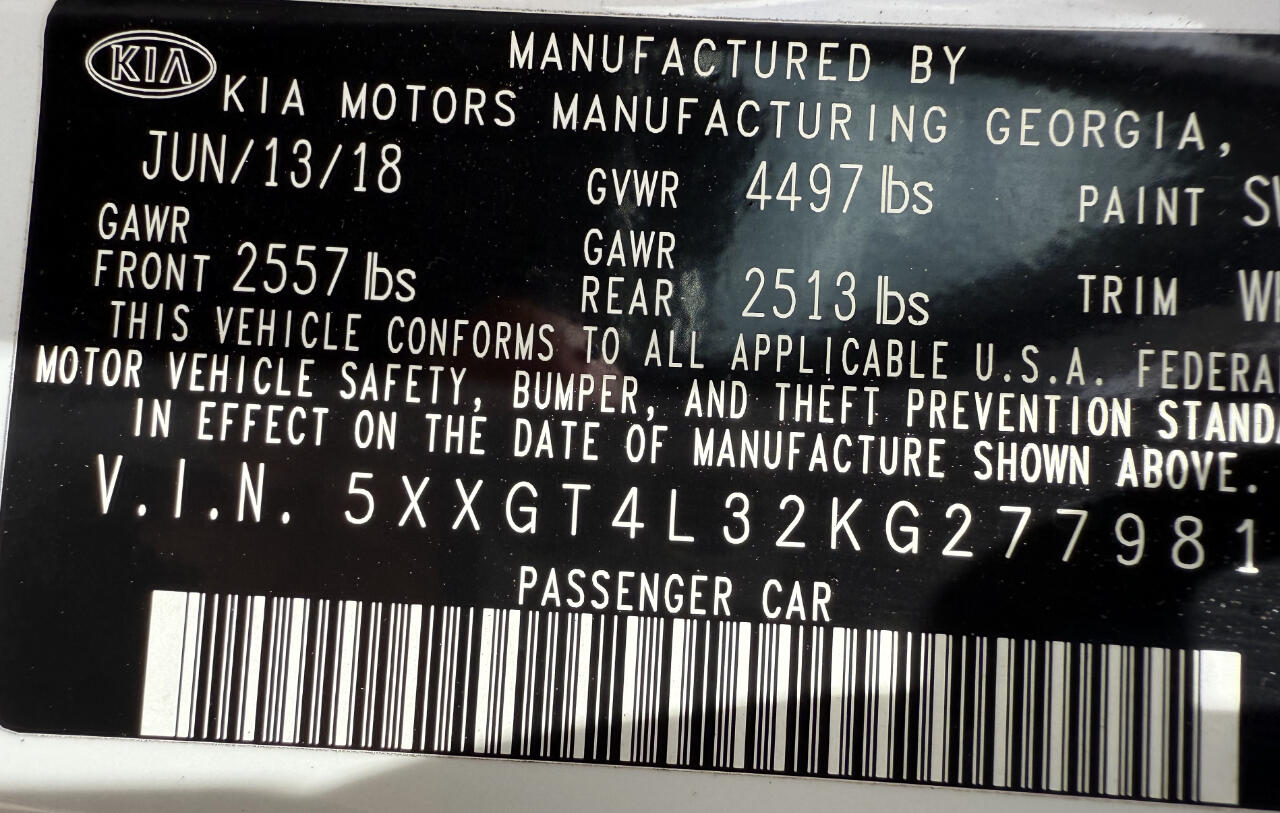 KIA
MANUFACTURED BY
KIA MOTORS MANUFACTURING GEORGIA,
JUN/13/18 GVWR 4497 lbs PAINT
GAWR FRONT 2557 lbs GAWR REAR 2513 lbs TRIM
THIS VEHICLE CONFORMS TO ALL APPLICABLE U.S.A. FEDERA
MOTOR VEHICLE SAFETY, BUMPER, AND THEFT PREVENTION STANDA
IN EFFECT ON THE DATE OF MANUFACTURE SHOWN ABOVE.
V.I.N. 5XXGT4L32KG277981
PASSENGER CAR